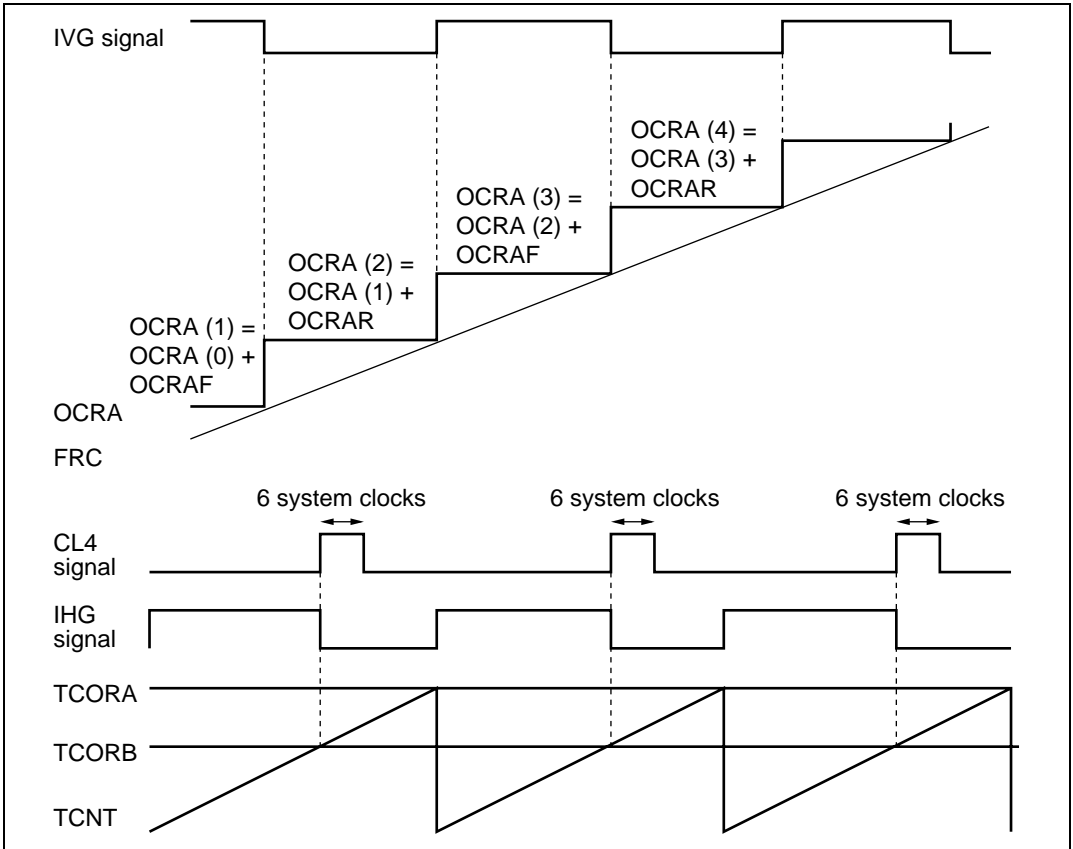 IVG signal
OCRA (4) =
OCRA (3) +
OCRAR
OCRA (3) =
OCRA (2) +
OCRAF
OCRA (2) =
OCRA (1) +
OCRAR
OCRA (1) =
OCRA (0) +
OCRAF
OCRA
FRC
6 system clocks 6 system clocks 6 system clocks
CL4
signal
IHG
signal
TCORA
TCORB
TCNT